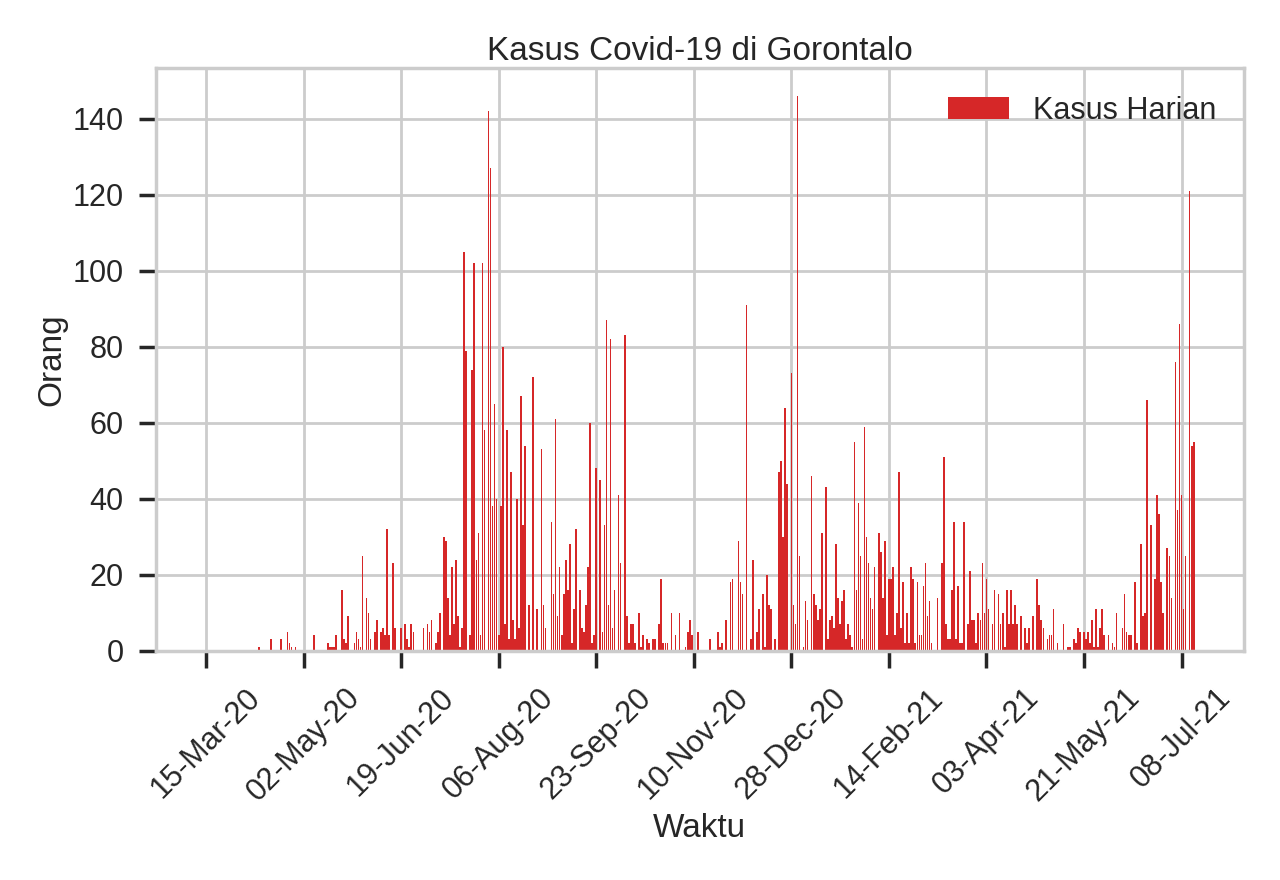 Kasus Covid-19 di Gorontalo
Kasus Harian
Orang
140
120
100
80
60
40
20
0
15-Mar-20
02-May-20
19-Jun-20
06-Aug-20
23-Sep-20
10-Nov-20
28-Dec-20
14-Feb-21
03-Apr-21
21-May-21
08-Jul-21
Waktu